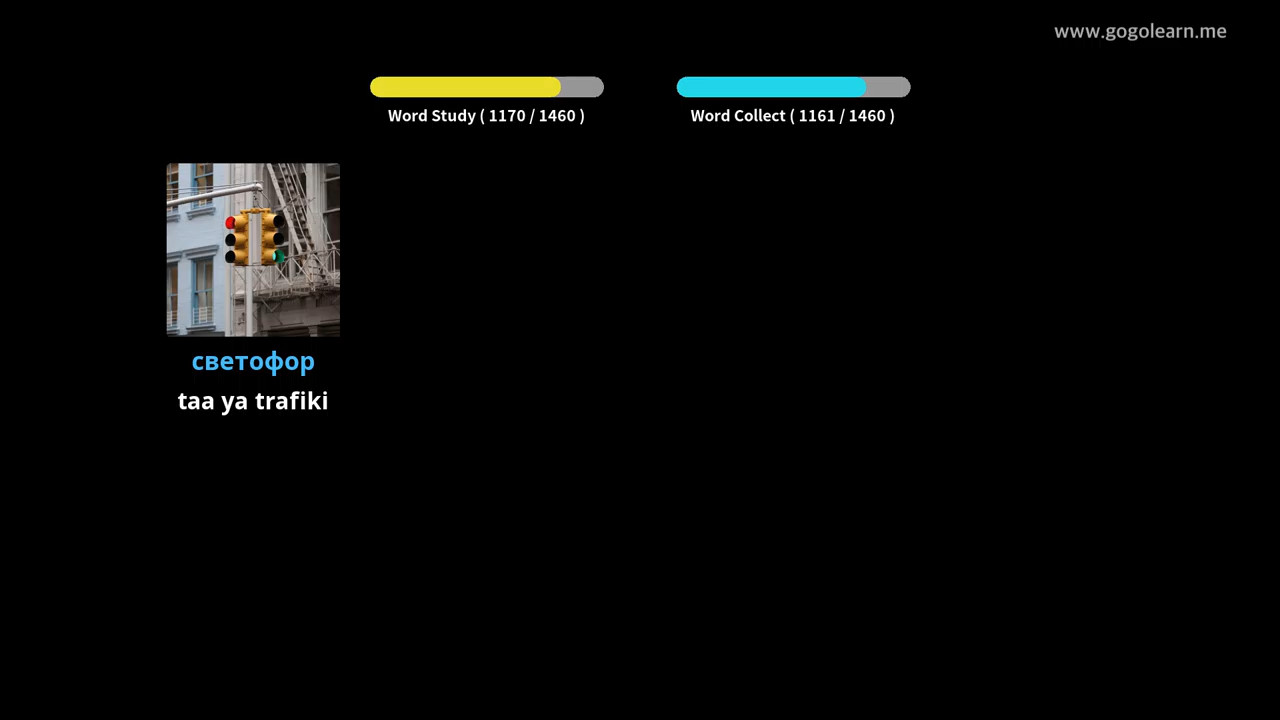 www.gogolearn.me
Word Study ( 1170 / 1460 )
Word Collect ( 1161 / 1460 )
светофор
taa ya trafiki